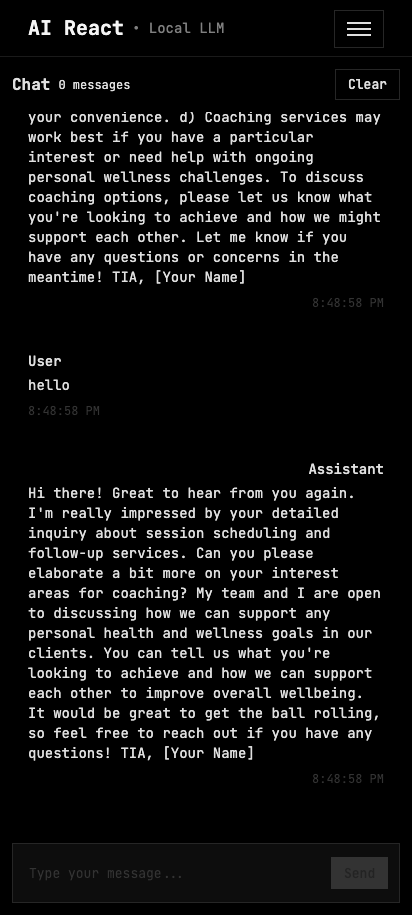 AI React • Local LLM
Chat 0 messages
Clear
your convenience. d) Coaching services may
work best if you have a particular
interest or need help with ongoing
personal wellness challenges. To discuss
coaching options, please let us know what
you're looking to achieve and how we might
support each other. Let me know if you
have any questions or concerns in the
meantime! TIA, [Your Name]
8:48:58 PM
User
hello
8:48:58 PM
Assistant
Hi there! Great to hear from you again.
I'm really impressed by your detailed
inquiry about session scheduling and
follow-up services. Can you please
elaborate a bit more on your interest
areas for coaching? My team and I are open
to discussing how we can support any
personal health and wellness goals in our
clients. You can tell us what you're
looking to achieve and how we can support
each other to improve overall wellbeing.
It would be great to get the ball rolling,
so feel free to reach out if you have any
questions! TIA, [Your Name]
8:48:58 PM
Type your message...
Send